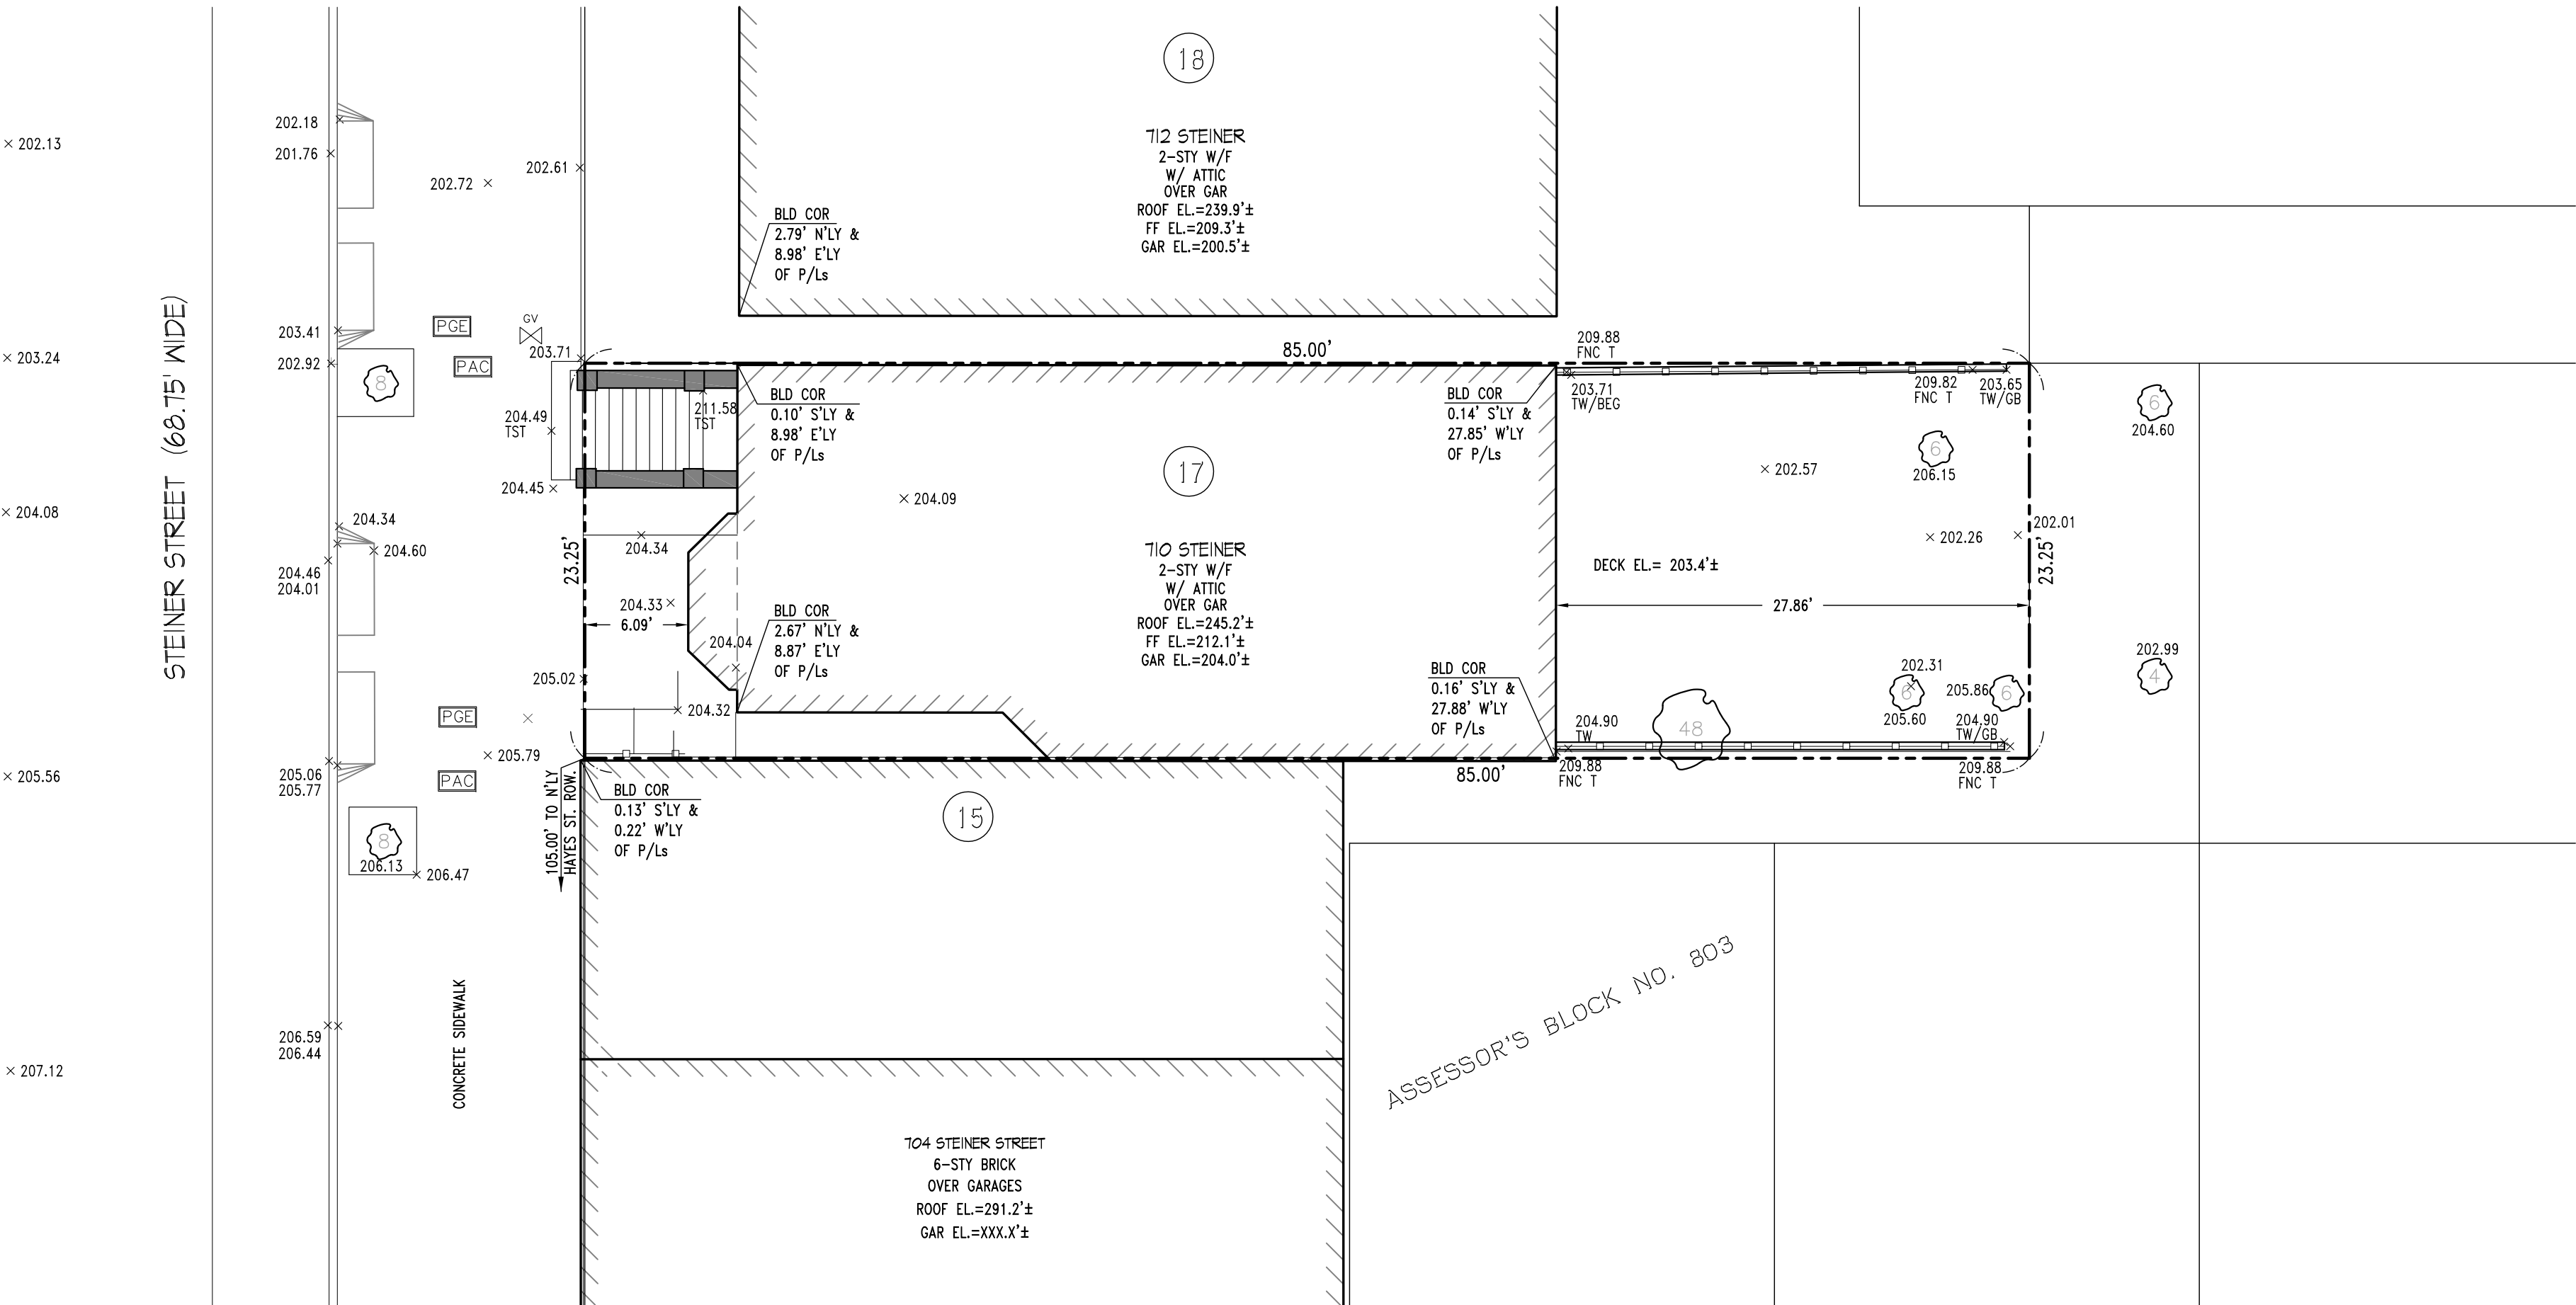 18
712 STEINER
2-STY W/F
W/ ATTIC
OVER GAR
ROOF EL.=239.9'±
FF EL.=209.3'±
GAR EL.=200.5'±
BLD COR
2.79' N'LY &
8.98' E'LY
OF P/Ls
202.13
202.18
201.76
202.72
202.61
STEINER STREET (68.75' WIDE)
203.24
203.41
202.92
PGE
GV
PAC
203.71
8
85.00'
204.49
TST
211.58
TST
204.45
BLD COR
0.10' S'LY &
8.98' E'LY
OF P/Ls
BLD COR
0.14' S'LY &
27.85' W'LY
OF P/Ls
209.88
FNC T
203.71
TW/BEG
209.82
FNC T
203.65
TW/GB
6
206.15
6
204.60
17
204.09
202.57
202.26
202.01
23.25'
204.08
204.34
204.60
204.46
204.01
23.25'
204.34
204.33
6.09'
204.04
710 STEINER
2-STY W/F
W/ ATTIC
OVER GAR
ROOF EL.=245.2'±
FF EL.=212.1'±
GAR EL.=204.0'±
DECK EL.= 203.4'±
27.86'
BLD COR
2.67' N'LY &
8.87' E'LY
OF P/Ls
BLD COR
0.16' S'LY &
27.88' W'LY
OF P/Ls
205.02
204.32
PGE
205.79
PAC
205.56
205.06
205.77
204.90
TW
48
202.31
6
205.60
205.86
6
204.90
TW/GB
202.99
4
209.88
FNC T
209.88
FNC T
85.00'
105.00' TO N'LY
HAYES ST. ROW.
BLD COR
0.13' S'LY &
0.22' W'LY
OF P/Ls
15
8
206.13
206.47
206.59
206.44
207.12
CONCRETE SIDEWALK
ASSESSOR'S BLOCK NO. 803
704 STEINER STREET
6-STY BRICK
OVER GARAGES
ROOF EL.=291.2'±
GAR EL.=XXX.X'±